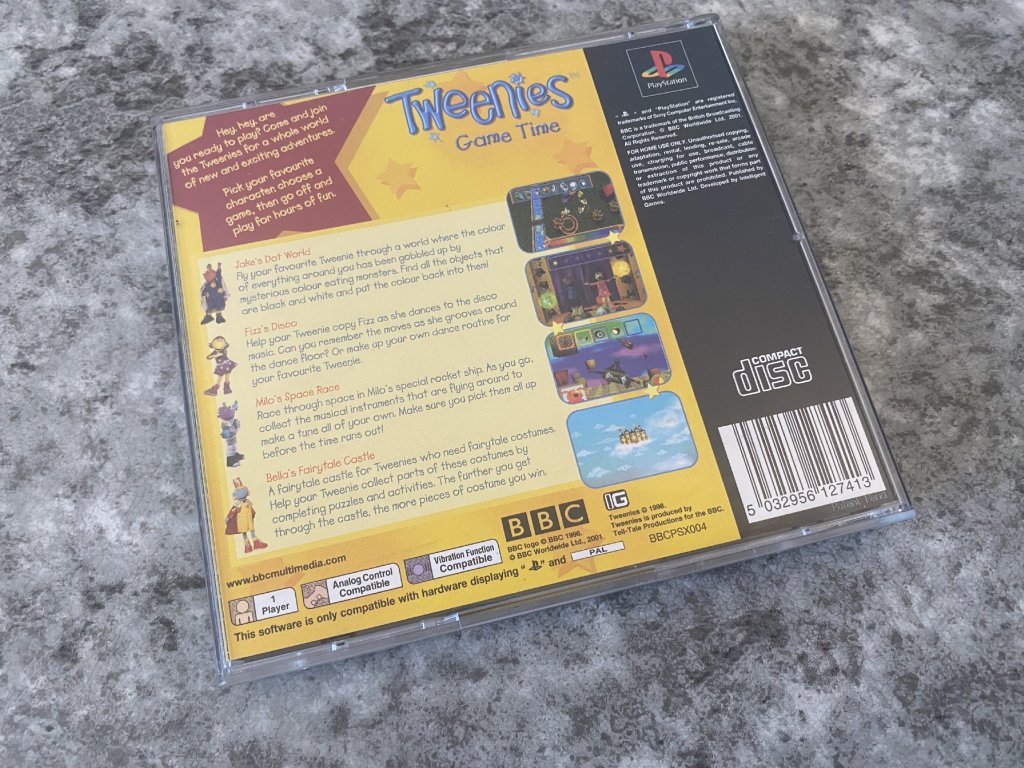 Hey, hey, are
you ready to play? Come and join
the Tweenies for a whole world
of new and exciting adventures.
Pick your favourite
character, choose a
game, then go off and
play for hours of fun.
Tweenies™
Game Time
Jake's Dot World
Fly your favourite Tweenie through a world where the colour
of everything around you has been gobbled up by
mysterious colour eating monsters. Find all the objects that
are black and white and put the colour back into them!
Fizz's Disco
Help your Tweenie copy Fizz as she dances to the disco
music. Can you remember the moves as she grooves around
the dance floor? Or make up your own dance routine for
your favourite Tweenie.
Milo's Space Race
Race through space in Milo's special rocket ship. As you go,
collect the musical instruments that are flying around to
make a tune all of your own. Make sure you pick them all up
before the time runs out!
Bella's Fairytale Castle
A fairytale castle for Tweenies who need fairytale costumes.
Help your Tweenie collect parts of these costumes by
completing puzzles and activities. The further you get
through the castle, the more pieces of costume you win.
www.bbcmultimedia.com
1
Player
Analog Control
Compatible
Vibration Function
Compatible
BBC
BBC logo © BBC 1996.
© BBC Worldwide Ltd., 2001.
IG
Tweenies © 1998.
Tweenies is produced by
Tell-Tale Productions for the BBC.
BBCPSX004
This software is only compatible with hardware displaying " " and PAL
PlayStation
" " and "PlayStation" are registered
trademarks of Sony Computer Entertainment Inc.
BBC is a trademark of the British Broadcasting
Corporation. © BBC Worldwide Ltd. 2001.
All Rights Reserved.
FOR HOME USE ONLY. Unauthorised copying,
adaptation, rental, lending, re-sale, arcade
use, charging for use, broadcast, cable
transmission, public performance, distribution
or extraction of this product or any
trademark or copyright work that forms part
of this product are prohibited. Published by
BBC Worldwide Ltd. Developed by Intelligent
Games.
COMPACT
disc
5 032956 127413
Patent Pend